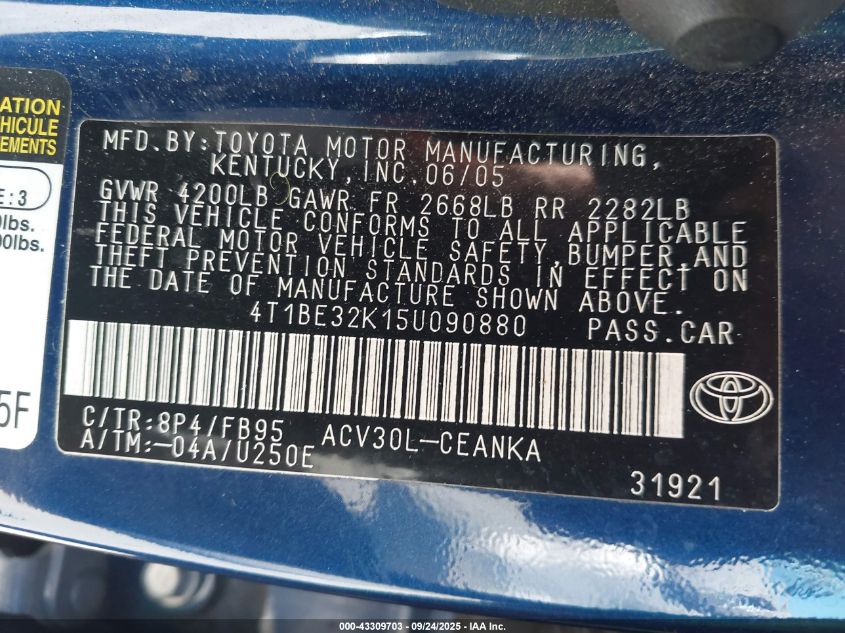 ATION
EHICULE
EMENTS
E:3
lbs.
00lbs.
5F
MFD.BY:TOYOTA MOTOR MANUFACTURING,
KENTUCKY, INC. 06/05
GVWR 4200LB GAWR FR 2668LB RR 2282LB
THIS VEHICLE CONFORMS TO ALL APPLICABLE
FEDERAL MOTOR VEHICLE SAFETY,BUMPER,AND
THEFT PREVENTION STANDARDS IN EFFECT ON
THE DATE OF MANUFACTURE SHOWN ABOVE.
4T1BE32K15U090880 PASS.CAR
C/TR:8P4/FB95 ACV30L-CEANKA
A/TM:-04A/U250E
31921
000-43309703 - 09/24/2025 - IAA, Inc.